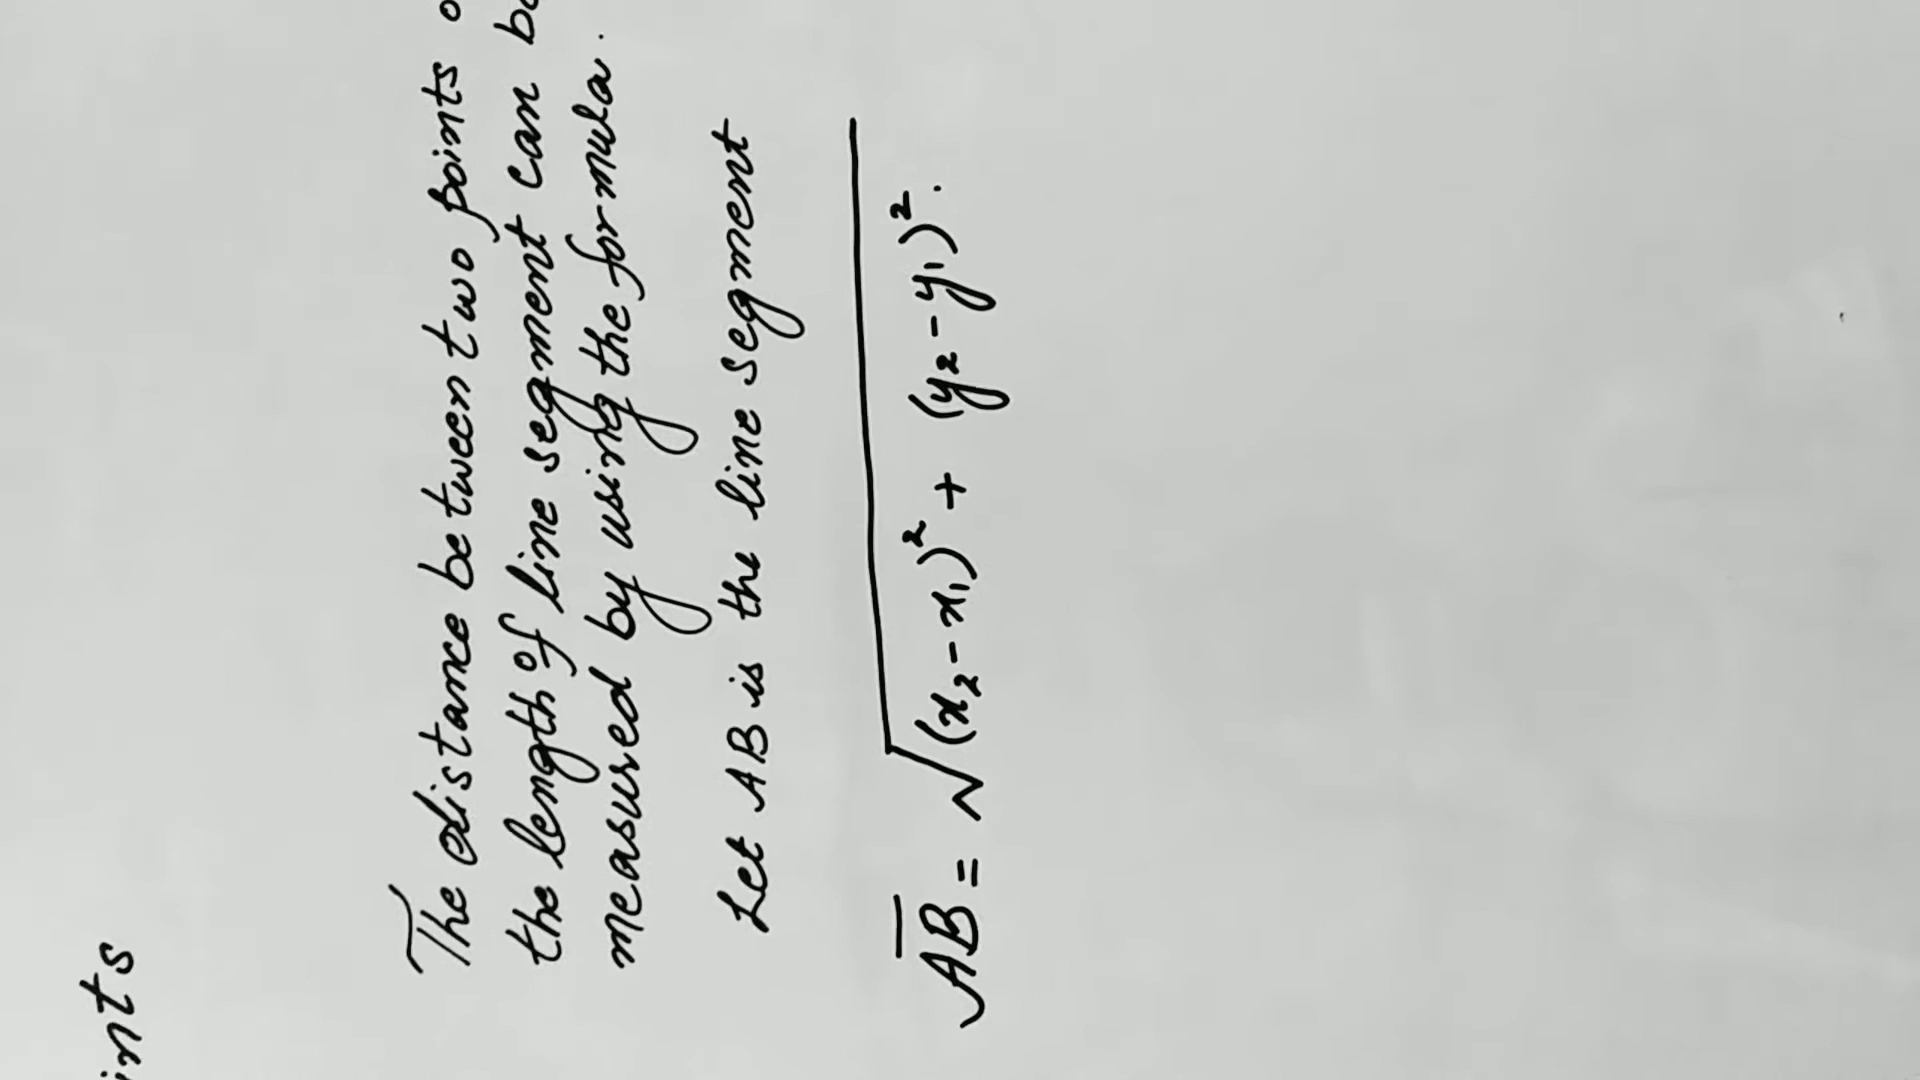 ints
The distance between two points
the length of line segment can
measured by using the formula.
Let AB is the line segment
AB = √(x₂-x₁)² + (y₂-y₁)².